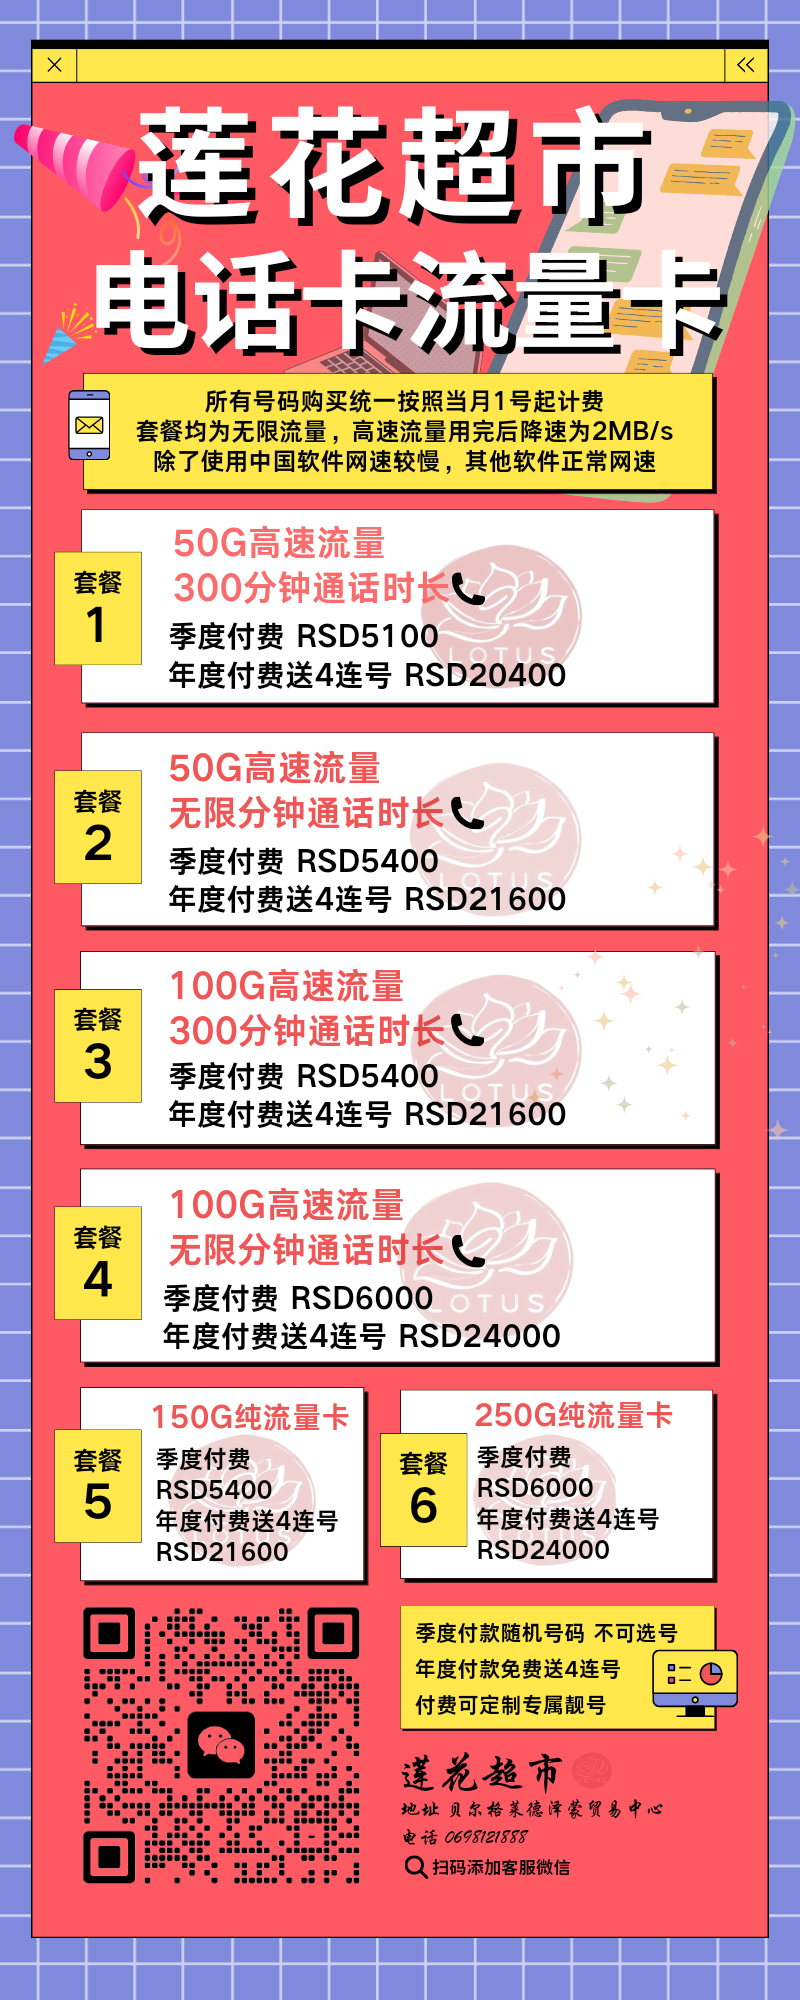 莲花超市
电话卡流量卡
所有号码购买统一按照当月1号起计费
套餐均为无限流量，高速流量用完后降速为2MB/s
除了使用中国软件网速较慢，其他软件正常网速
套餐
1
50G高速流量
300分钟通话时长
季度付费 RSD5100
年度付费送4连号 RSD20400
LOTUS
套餐
2
50G高速流量
无限分钟通话时长
季度付费 RSD5400
年度付费送4连号 RSD21600
LOTUS
套餐
3
100G高速流量
300分钟通话时长
季度付费 RSD5400
年度付费送4连号 RSD21600
LOTUS
套餐
4
100G高速流量
无限分钟通话时长
季度付费 RSD6000
年度付费送4连号 RSD24000
LOTUS
套餐
5
150G纯流量卡
季度付费
RSD5400
年度付费送4连号
RSD21600
LOTUS
套餐
6
250G纯流量卡
季度付费
RSD6000
年度付费送4连号
RSD24000
LOTUS
季度付款随机号码 不可选号
年度付款免费送4连号
付费可定制专属靓号
莲花超市
地址 贝尔格莱德泽蒙贸易中心
电话 0698121888
扫码添加客服微信